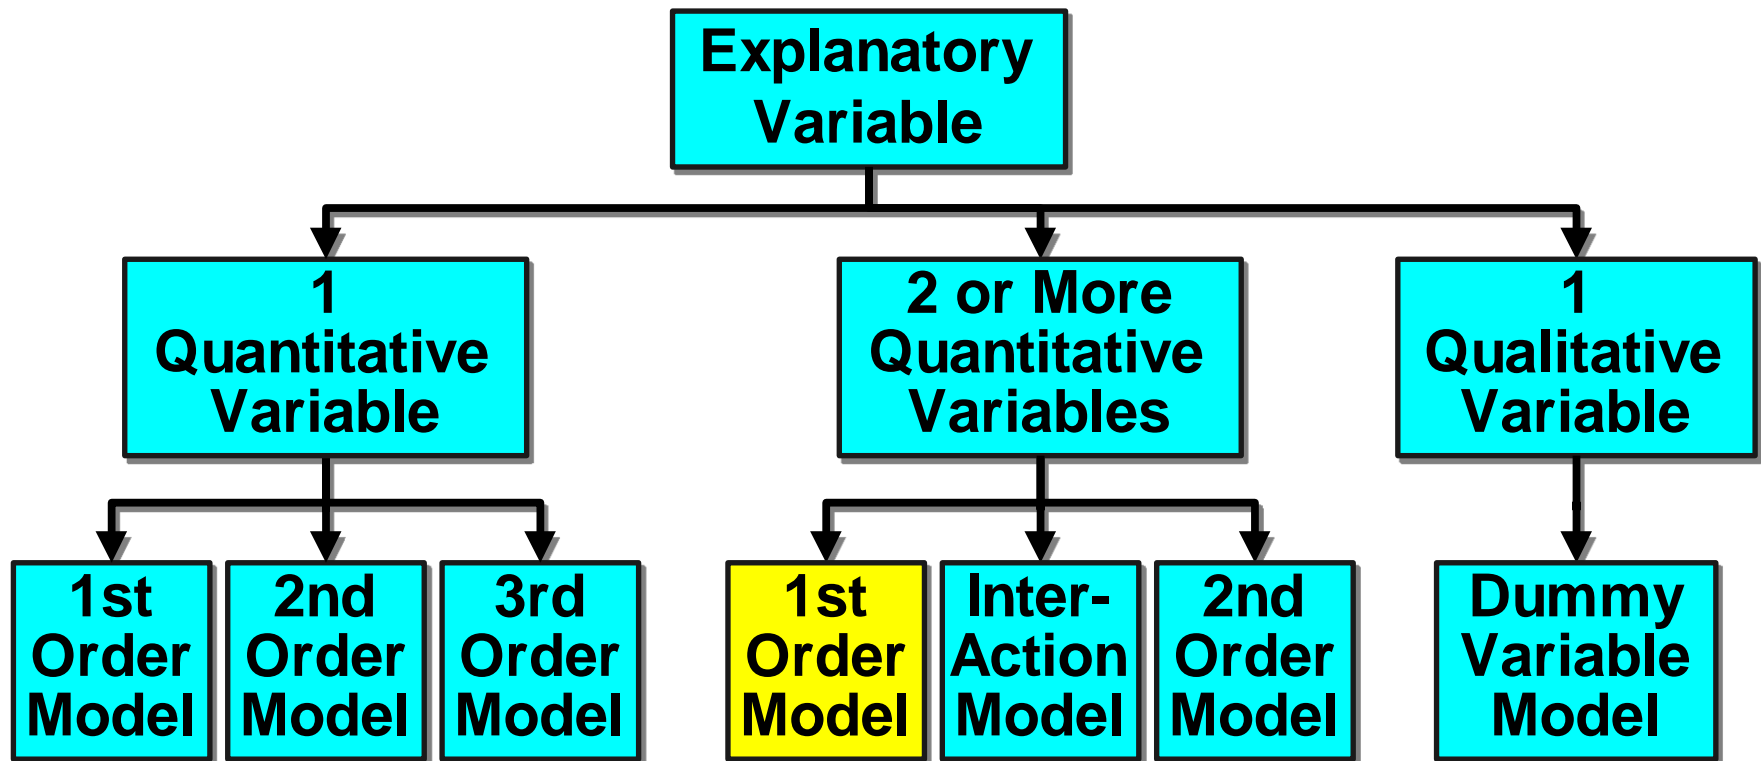 Explanatory
Variable
1
Quantitative
Variable
2 or More
Quantitative
Variables
1
Qualitative
Variable
1st
Order
Model
2nd
Order
Model
3rd
Order
Model
1st
Order
Model
Inter-
Action
Model
2nd
Order
Model
Dummy
Variable
Model